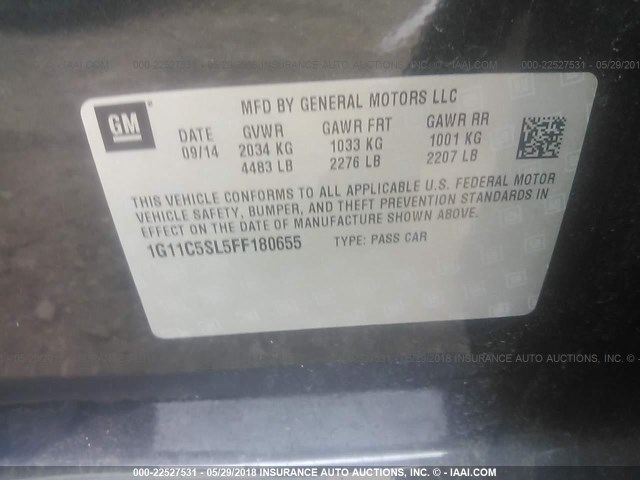 GM
MFD BY GENERAL MOTORS LLC
DATE GVWR GAWR FRT GAWR RR
09/14 2034 KG 1033 KG 1001 KG
4483 LB 2276 LB 2207 LB
THIS VEHICLE CONFORMS TO ALL APPLICABLE U.S. FEDERAL MOTOR
VEHICLE SAFETY, BUMPER, AND THEFT PREVENTION STANDARDS IN
EFFECT ON THE DATE OF MANUFACTURE SHOWN ABOVE.
1G11C5SL5FF180655 TYPE: PASS CAR
000-22527531 - 05/29/2018 INSURANCE AUTO AUCTIONS. - © - IAAI.COM